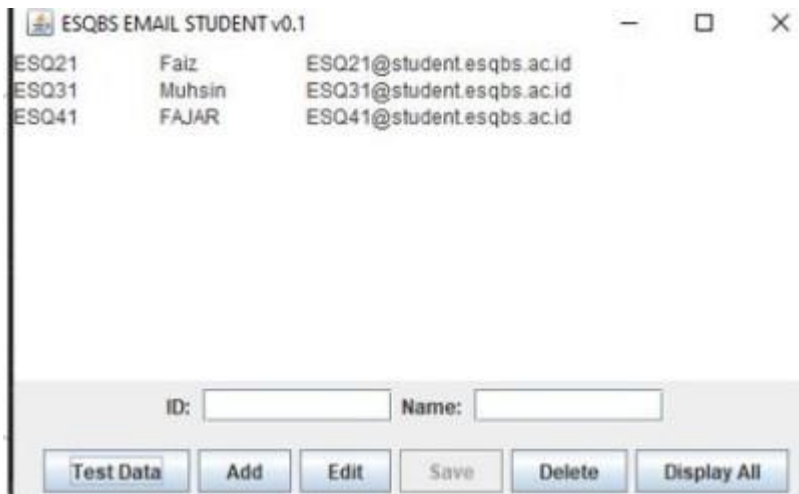 ESQBS EMAIL STUDENT v0.1
ESQ21 Faiz ESQ21@student.esqbs.ac.id
ESQ31 Muhsin ESQ31@student.esqbs.ac.id
ESQ41 FAJAR ESQ41@student.esqbs.ac.id
ID: Name:
Test Data Add Edit Save Delete Display All